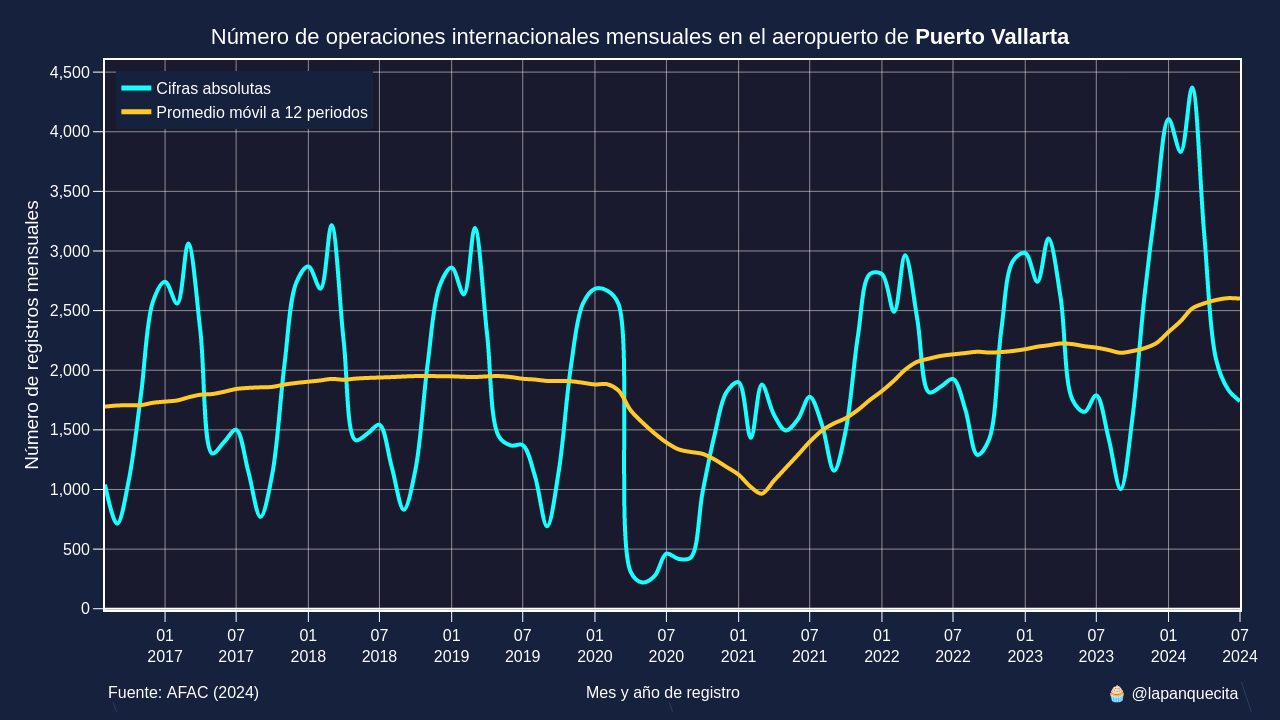 Número de operaciones internacionales mensuales en el aeropuerto de Puerto Vallarta
Cifras absolutas
Promedio móvil a 12 periodos
Número de registros mensuales
4,500
4,000
3,500
3,000
2,500
2,000
1,500
1,000
500
0
01 07 01 07 01 07 01 07 01 07 01 07 01 07 01 07
2017 2017 2018 2018 2019 2019 2020 2020 2021 2021 2022 2022 2023 2023 2024 2024
Fuente: AFAC (2024) Mes y año de registro 🧁 @lapanquecita